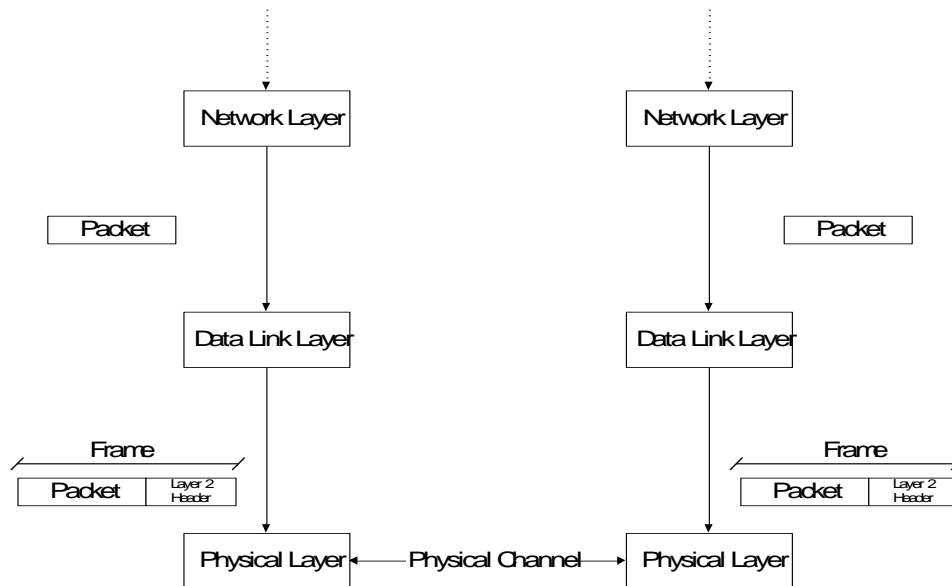 Network Layer
Network Layer
Packet
Packet
Data Link Layer
Data Link Layer
Frame
Frame
Packet
Layer 2
Header
Packet
Layer 2
Header
Physical Layer
Physical Channel
Physical Layer